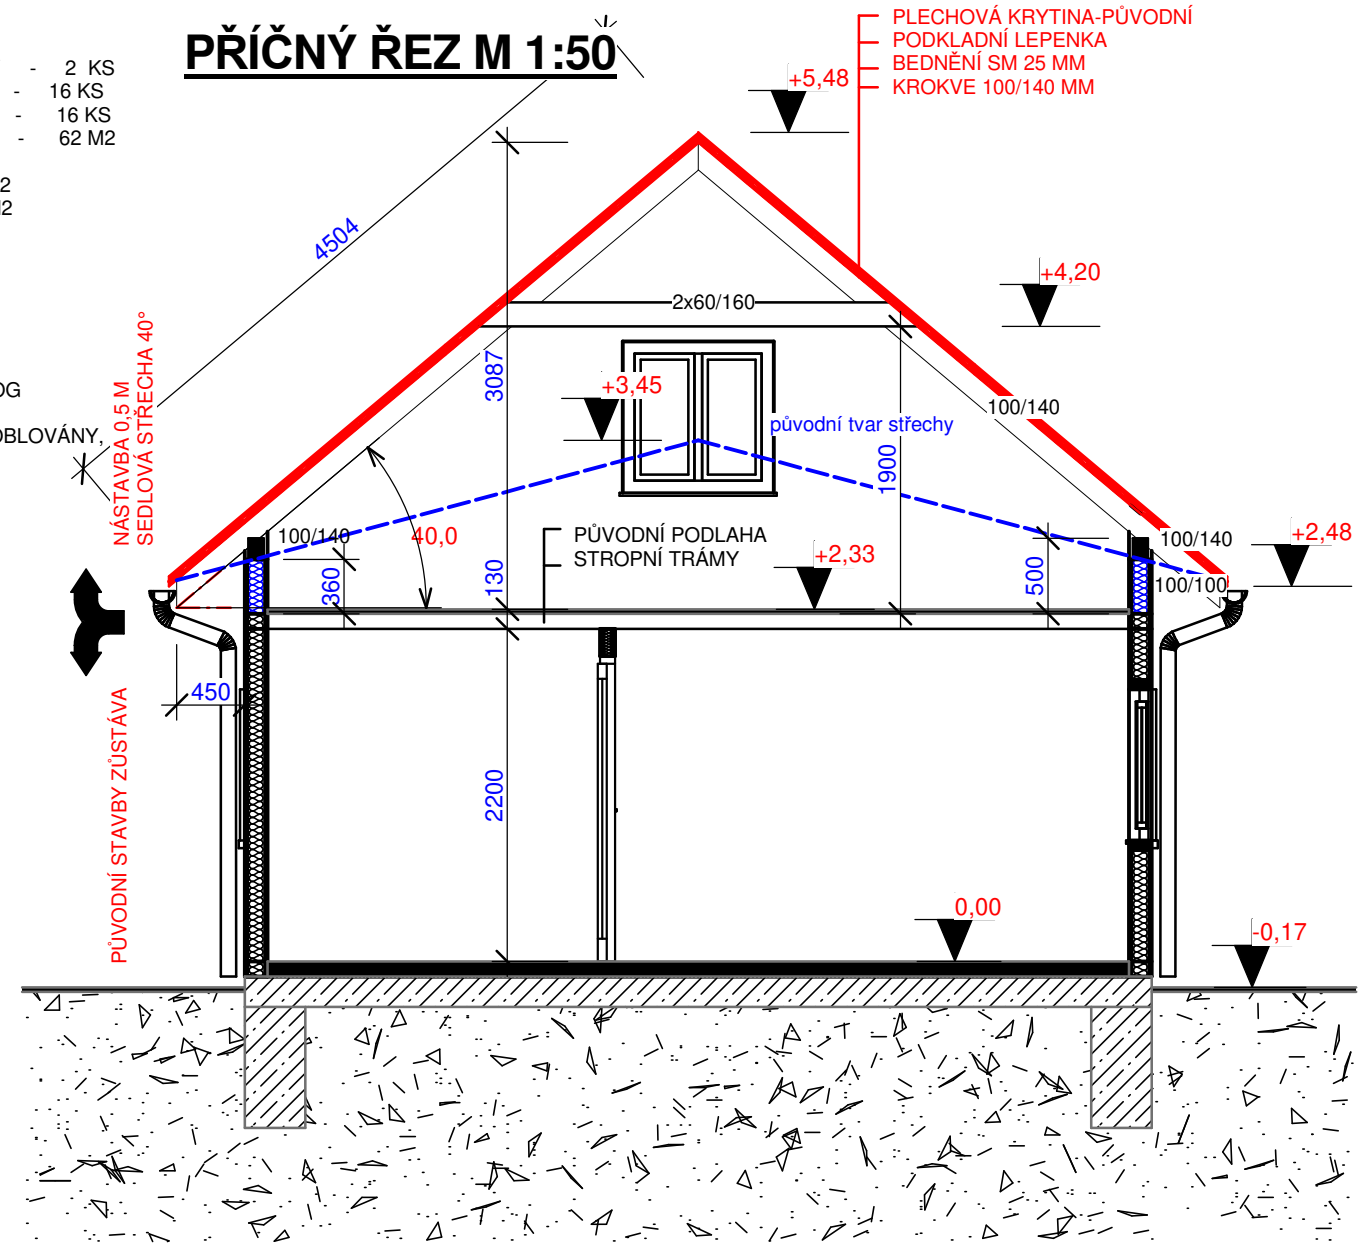 PŘÍČNÝ ŘEZ M 1:50
- 2 KS
- 16 KS
- 16 KS
- 62 M2
PLECHOVÁ KRYTINA-PŮVODNÍ
PODKLADNÍ LEPENKA
BEDNĚNÍ SM 25 MM
KROKVE 100/140 MM
+5,48
4504
+4,20
2x60/160
3087
+3,45
NÁSTAVBA 0,5 M
SEDLOVÁ STŘECHA 40°
OBLOVÁNY,
100/140
původní tvar střechy
1900
100/140
40,0
PŮVODNÍ PODLAHA
STROPNÍ TRÁMY
+2,33
100/140
+2,48
360
130
500
100/100
450
PŮVODNÍ STAVBY ZŮSTÁVA
2200
0,00
-0,17